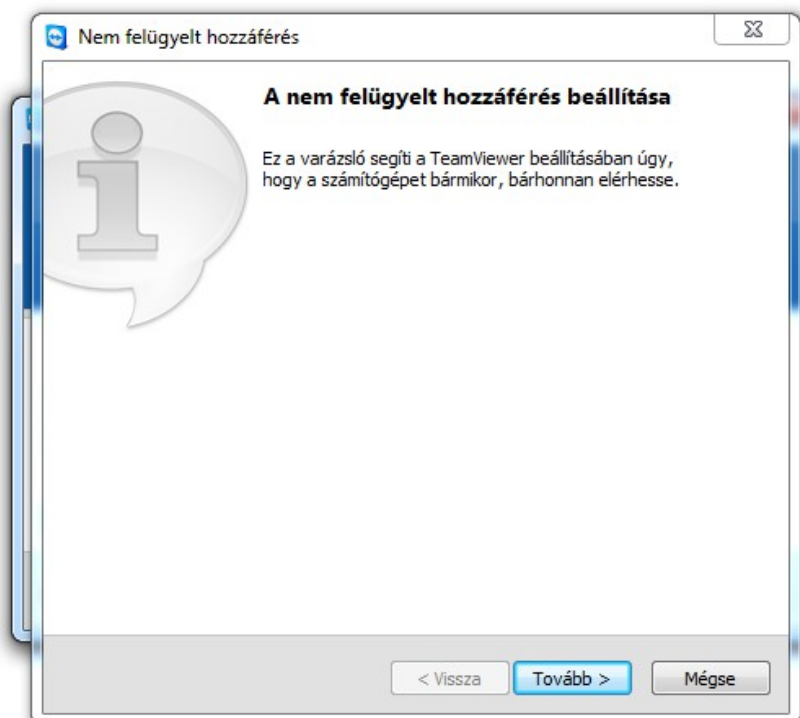 Nem felügyelt hozzáférés
A nem felügyelt hozzáférés beállítása
Ez a varázsló segíti a TeamViewer beállításában úgy,
hogy a számítógépet bármikor, bárhonnan elérhesse.
< Vissza
Tovább >
Mégse